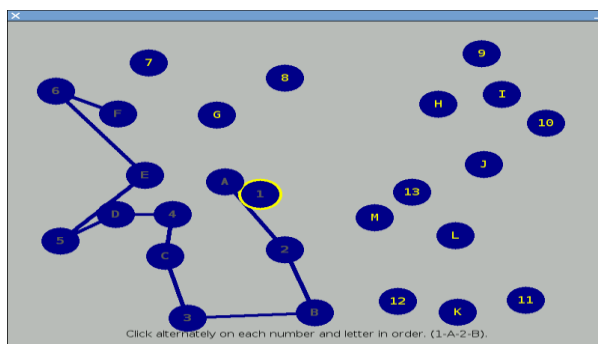 9
7
8
6
I
H
F
G
10
J
E
A
1
13
D
4
M
L
5
2
C
12
11
K
B
3
Click alternately on each number and letter in order. (1-A-2-B).